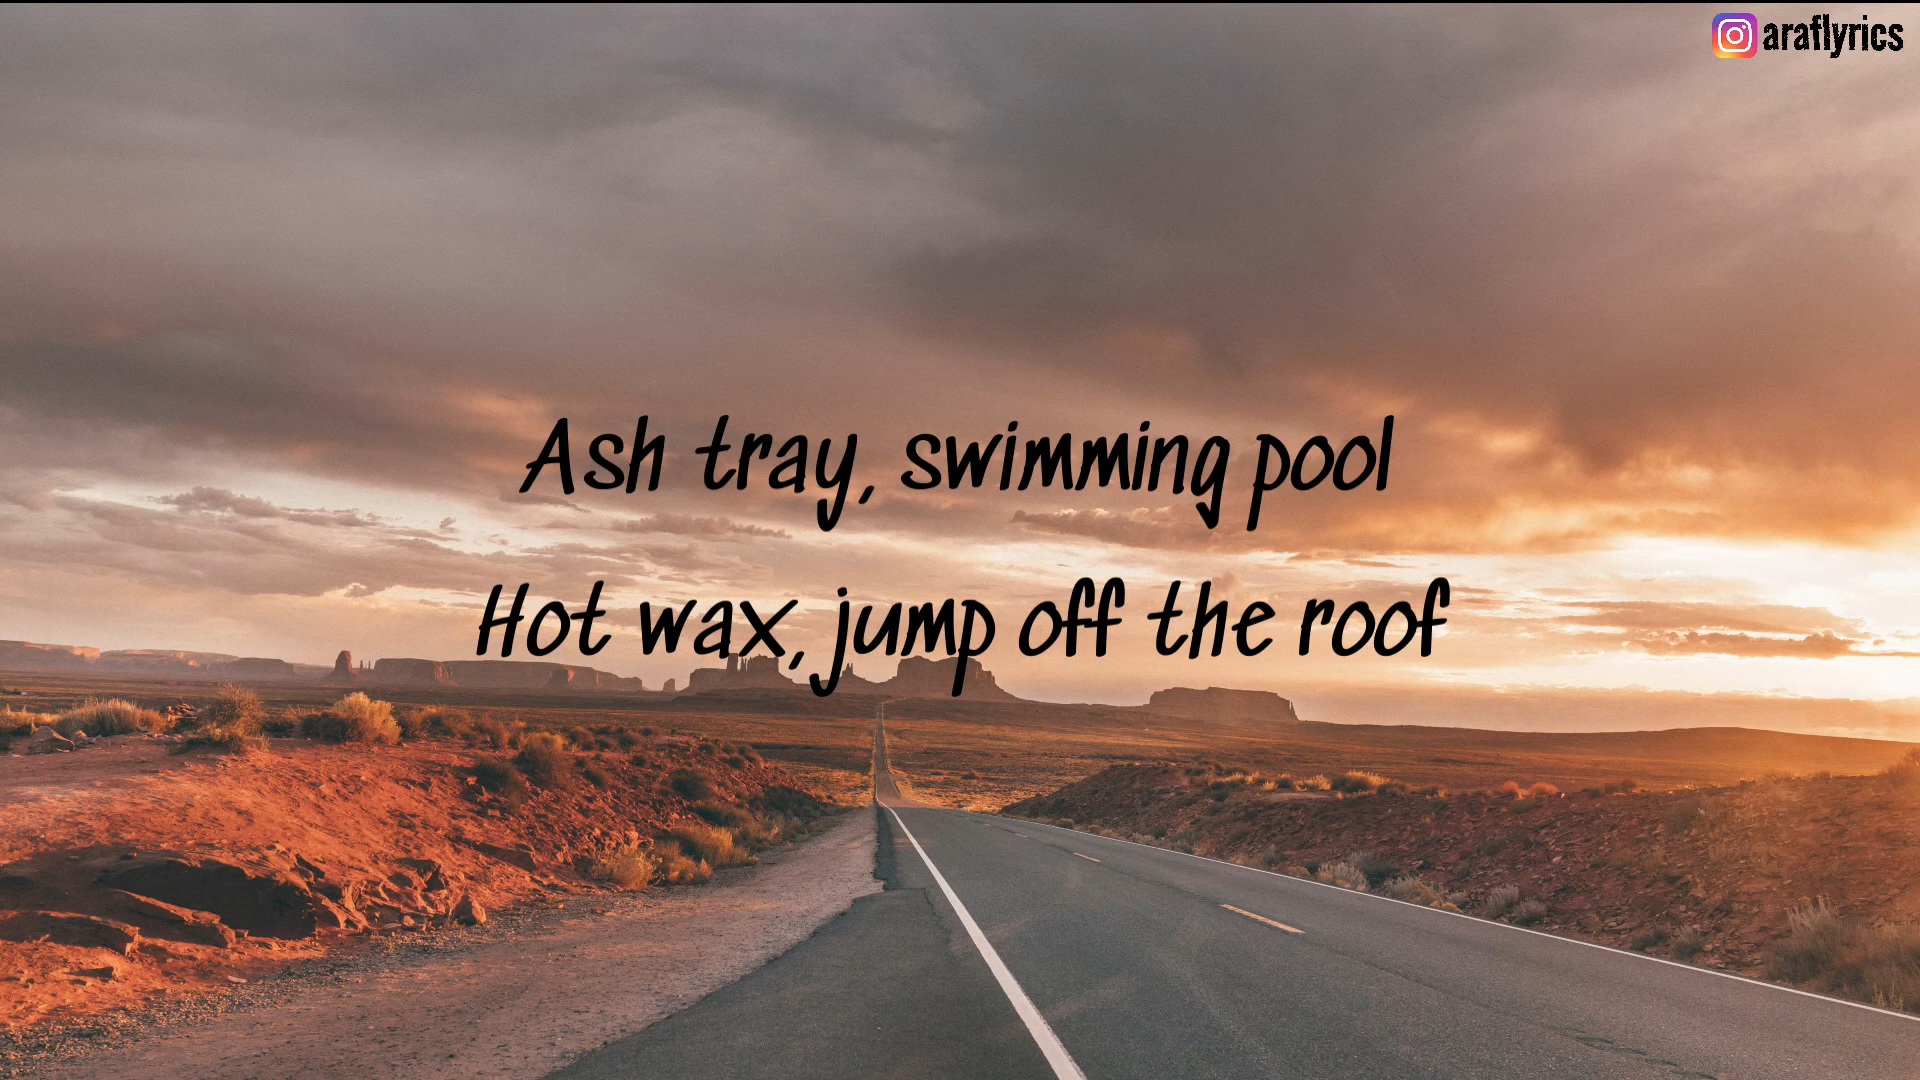 araflyrics
Ash tray, swimming pool
Hot wax, jump off the roof